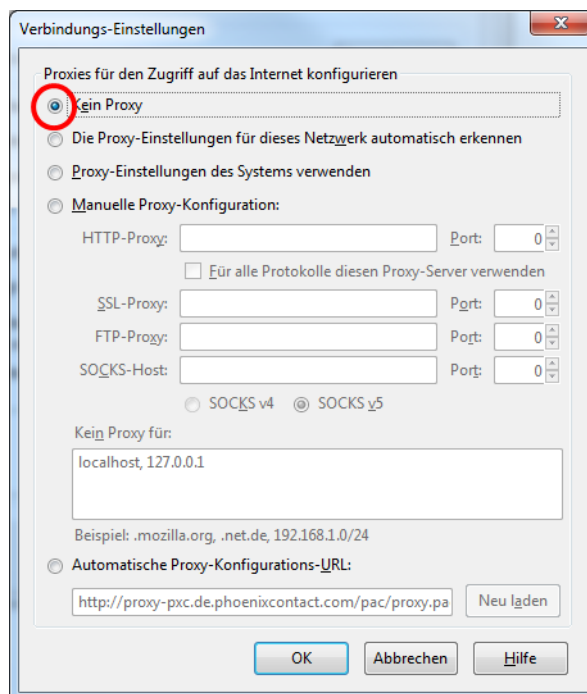 Verbindungs-Einstellungen
Proxies für den Zugriff auf das Internet konfigurieren
Kein Proxy
Die Proxy-Einstellungen für dieses Netzwerk automatisch erkennen
Proxy-Einstellungen des Systems verwenden
Manuelle Proxy-Konfiguration:
HTTP-Proxy: Port: 0
Für alle Protokolle diesen Proxy-Server verwenden
SSL-Proxy: Port: 0
FTP-Proxy: Port: 0
SOCKS-Host: Port: 0
SOCKS v4 SOCKS v5
Kein Proxy für:
localhost, 127.0.0.1
Beispiel: .mozilla.org, .net.de, 192.168.1.0/24
Automatische Proxy-Konfigurations-URL:
http://proxy-pxc.de.phoenixcontact.com/pac/proxy.pa Neu laden
OK Abbrechen Hilfe